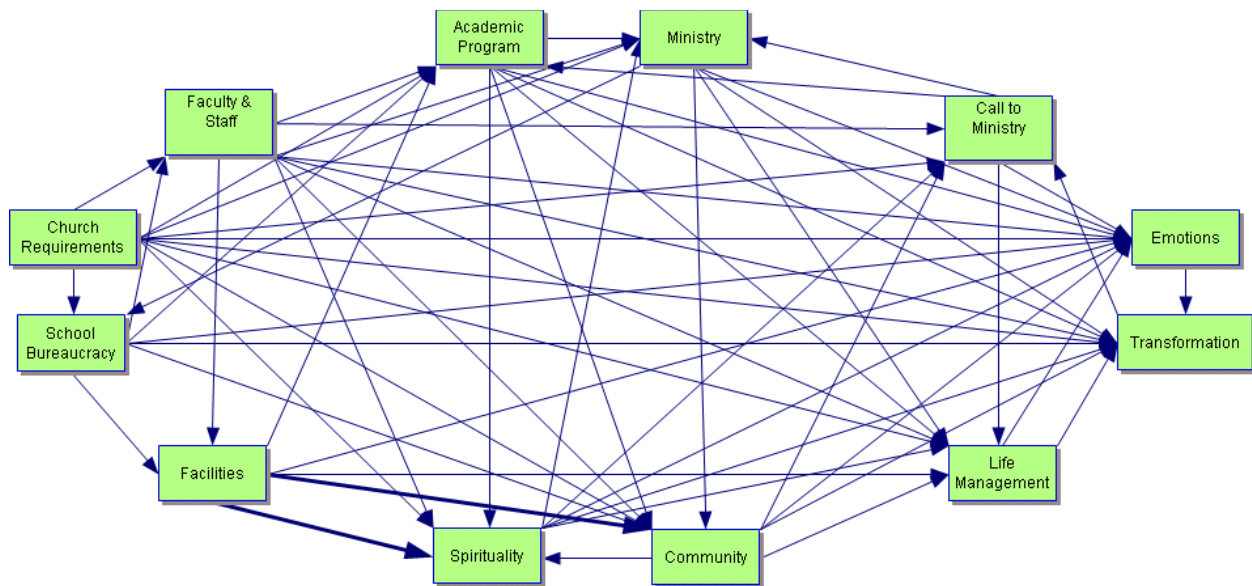 Academic
Program
Ministry
Faculty &
Staff
Call to
Ministry
Church
Requirements
Emotions
School
Bureaucracy
Transformation
Facilities
Life
Management
Spirituality
Community